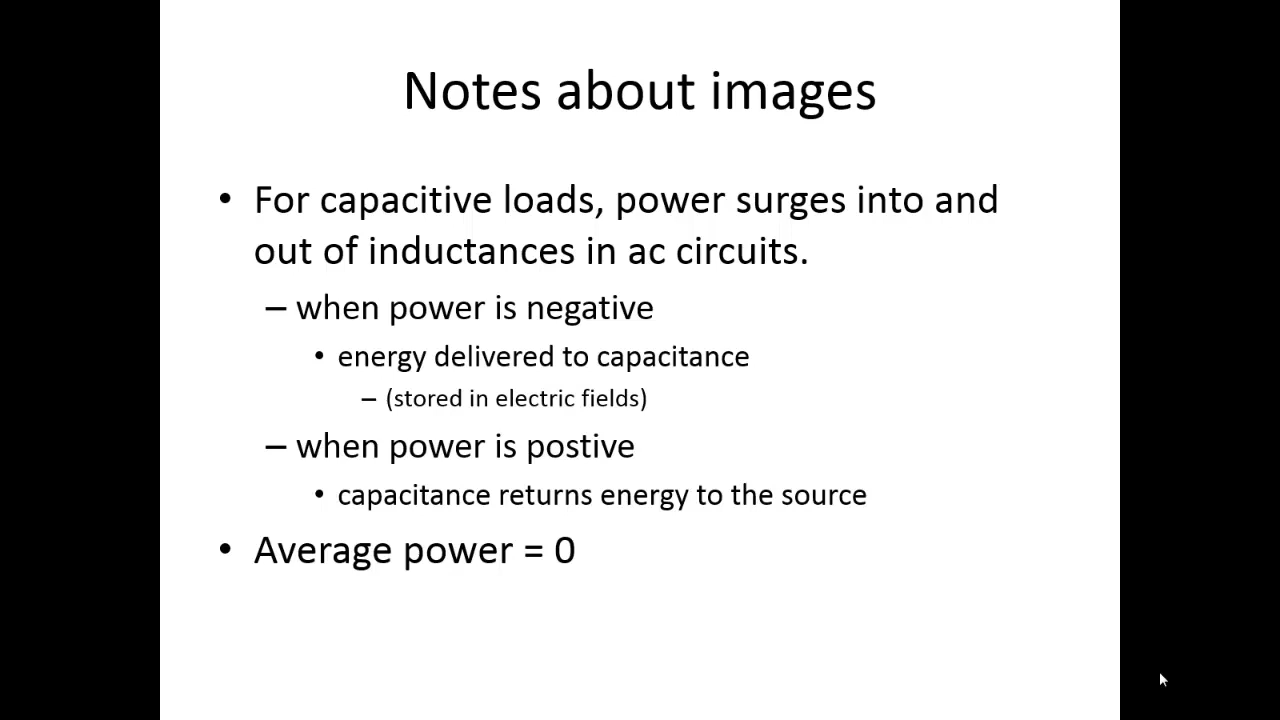 Notes about images
• For capacitive loads, power surges into and
out of inductances in ac circuits.
– when power is negative
• energy delivered to capacitance
– (stored in electric fields)
– when power is postive
• capacitance returns energy to the source
• Average power = 0